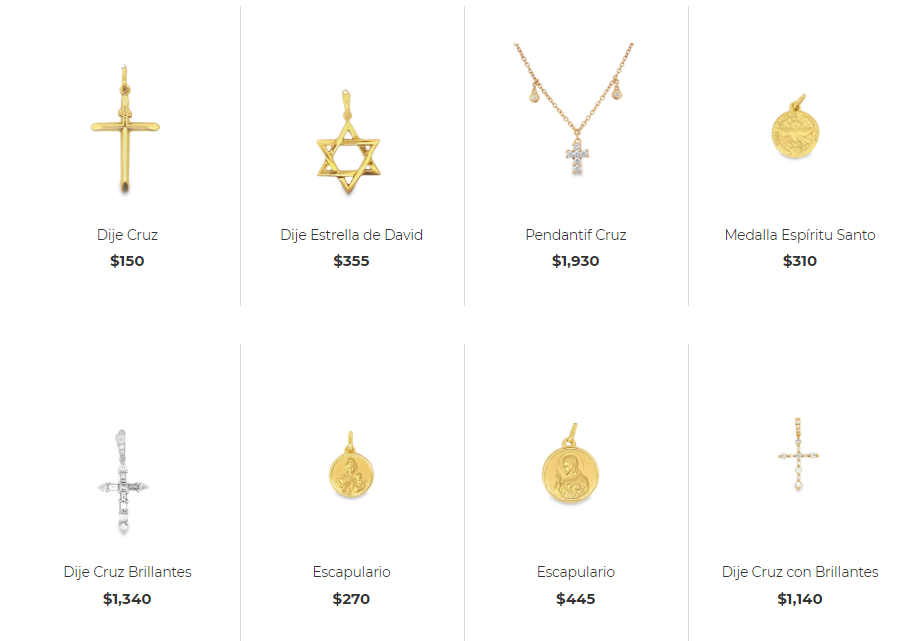 Dije Cruz
$150
Dije Estrella de David
$355
Pendantif Cruz
$1,930
Medalla Espíritu Santo
$310
Dije Cruz Brillantes
$1,340
Escapulario
$270
Escapulario
$445
Dije Cruz con Brillantes
$1,140